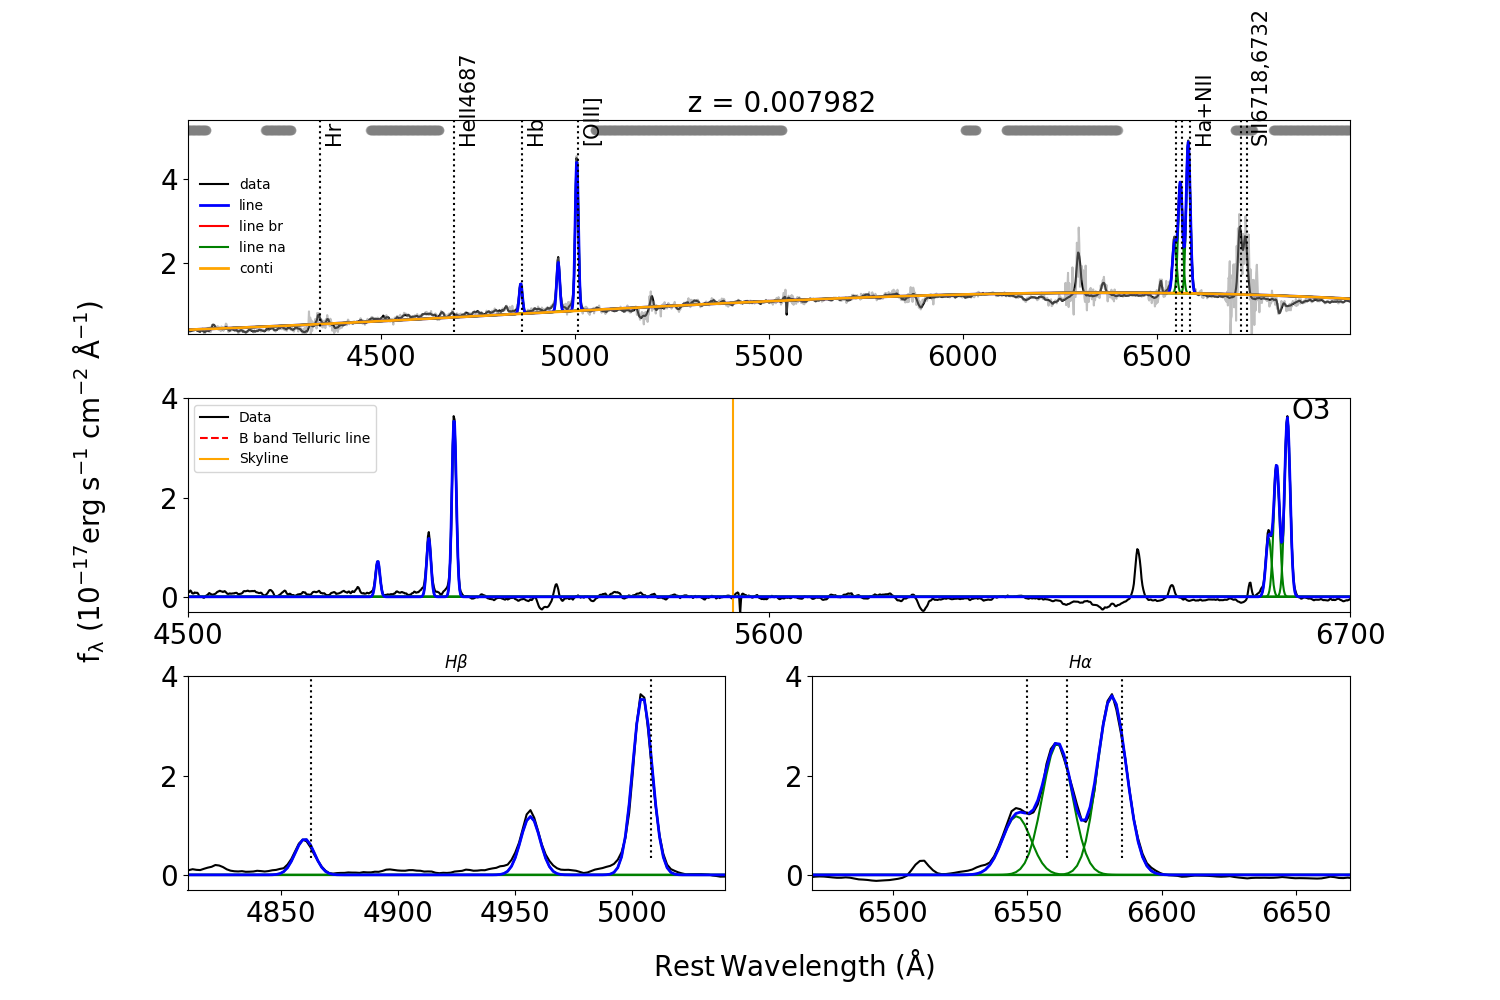 z = 0.007982
Hr
HeII4687
Hb
[OIII]
Ha+NII
SII6718,6732
data
line
line br
line na
conti
4
2
4500 5000 5500 6000 6500
O3
Data
B band Telluric line
Skyline
4
2
0
4500 5600 6700
fλ (10⁻¹⁷erg s⁻¹ cm⁻² Å⁻¹)
Hβ
4
2
0
4850 4900 4950 5000
Hα
4
2
0
6500 6550 6600 6650
Rest Wavelength (Å)